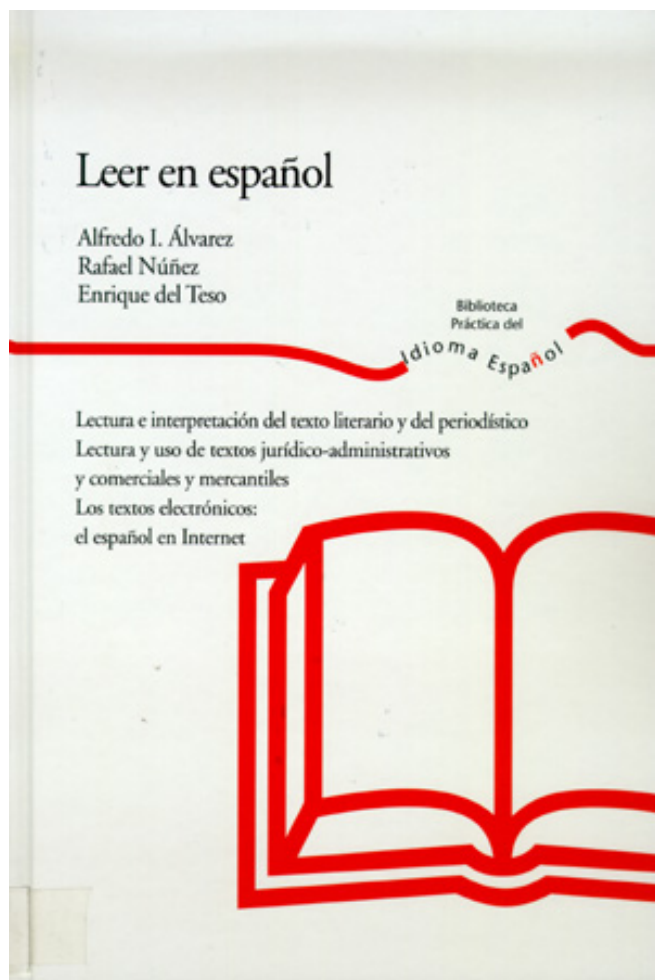 Leer en español
Alfredo I. Álvarez
Rafael Núñez
Enrique del Teso
Biblioteca
Práctica del
Idioma Español
Lectura e interpretación del texto literario y del periodístico
Lectura y uso de textos jurídico-administrativos
y comerciales y mercantiles
Los textos electrónicos:
el español en Internet